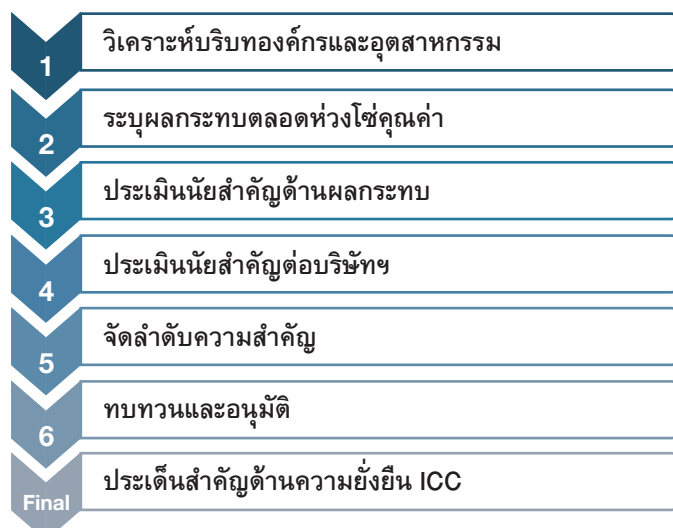 1 วิเคราะห์บริบทองค์กรและอุตสาหกรรม
2 ระบุผลกระทบตลอดห่วงโซ่คุณค่า
3 ประเมินนัยสำคัญด้านผลกระทบ
4 ประเมินนัยสำคัญต่อบริษัทฯ
5 จัดลำดับความสำคัญ
6 ทบทวนและอนุมัติ
Final ประเด็นสำคัญด้านความยั่งยืน ICC